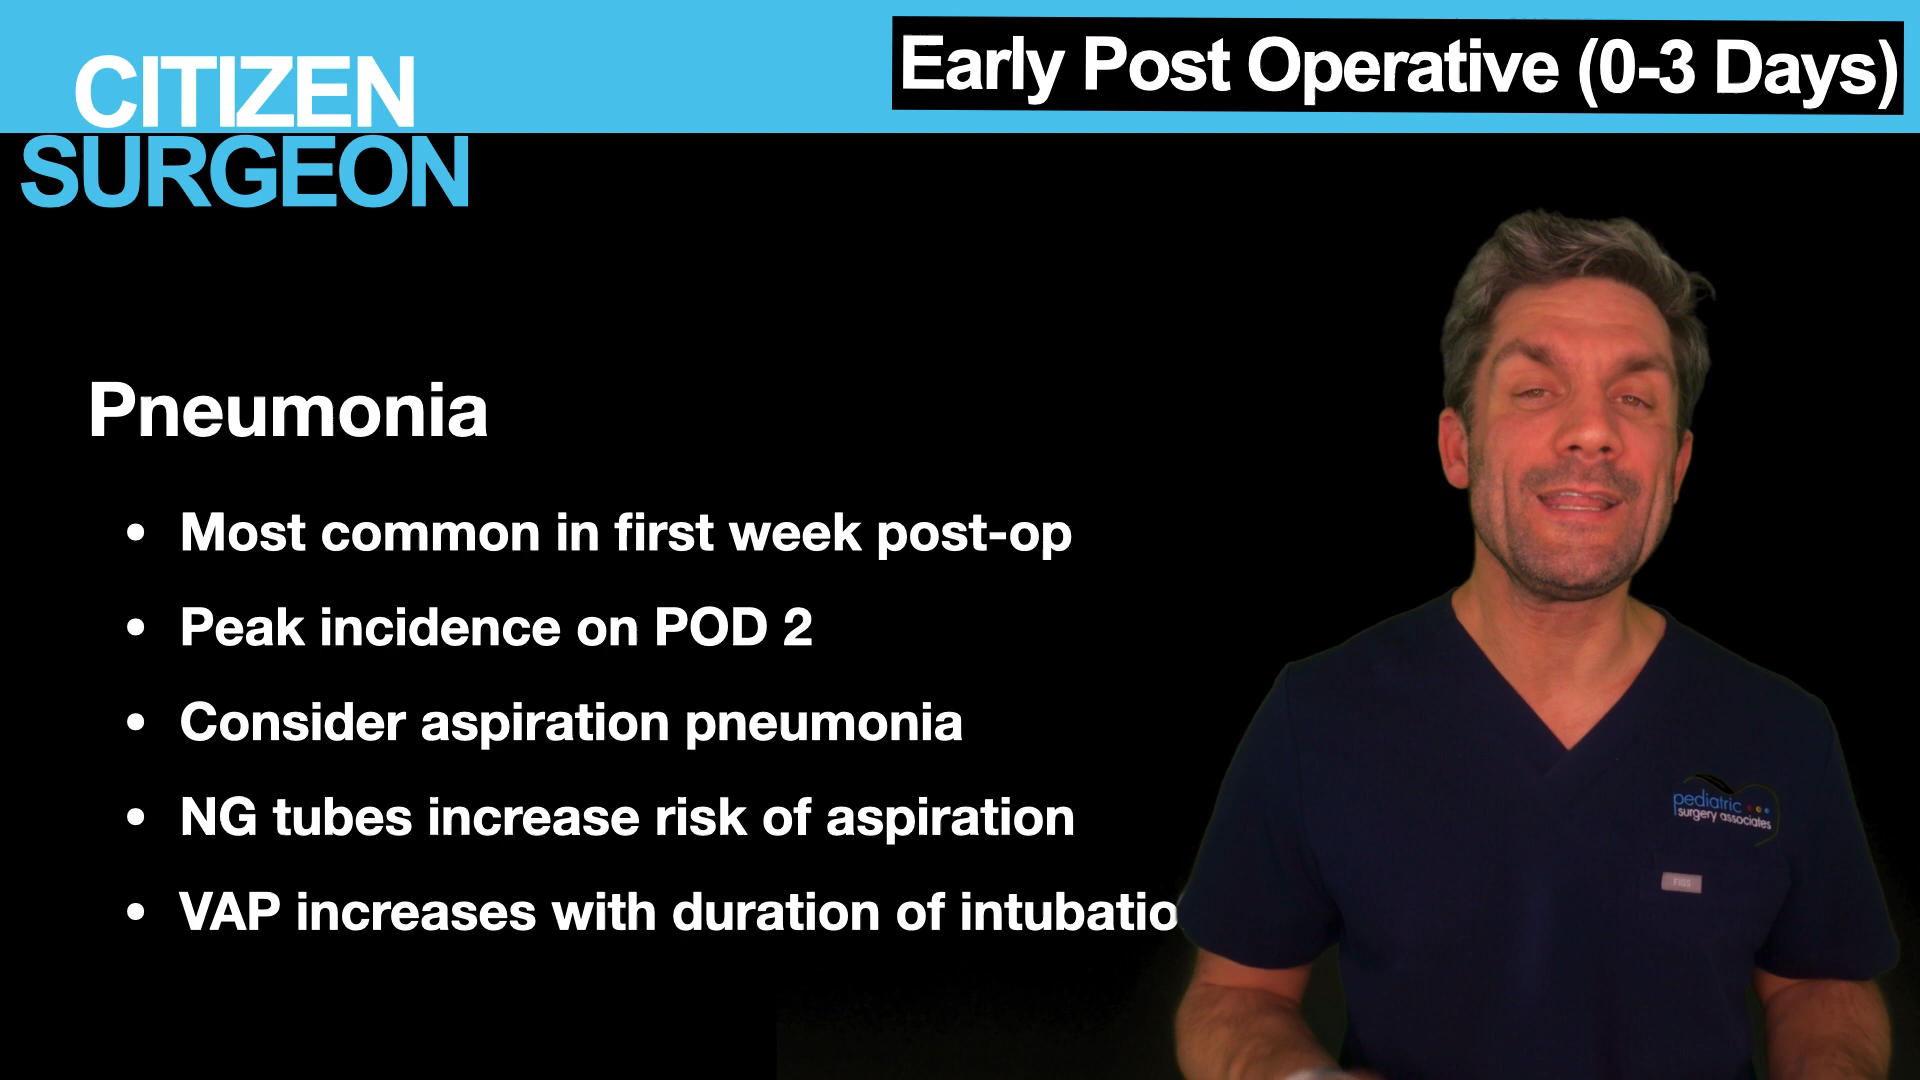 CITIZEN
SURGEON
Early Post Operative (0-3 Days)
Pneumonia
• Most common in first week post-op
• Peak incidence on POD 2
• Consider aspiration pneumonia
• NG tubes increase risk of aspiration
• VAP increases with duration of intubatio
pediatric
surgery associates
FIGS